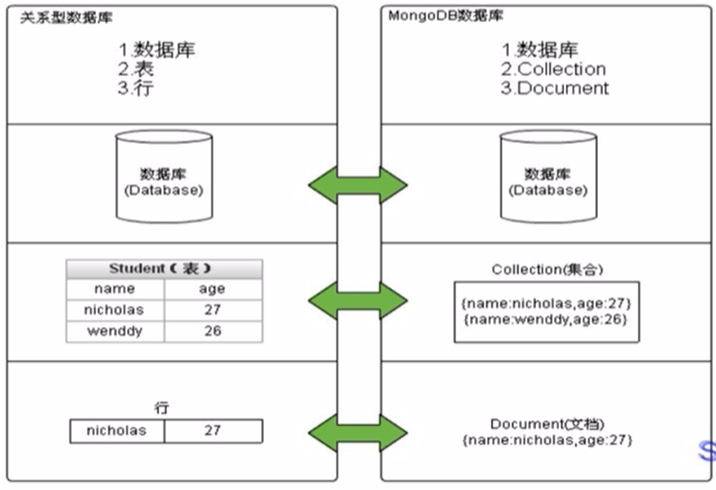 关系型数据库
1.数据库
2.表
3.行
数据库
(Database)
Student（表）
name age
nicholas 27
wenddy 26
行
nicholas 27
MongoDB数据库
1.数据库
2.Collection
3.Document
数据库
(Database)
Collection(集合)
{name:nicholas,age:27}
{name:wenddy,age:26}
Document(文档)
{name:nicholas,age:27}
S